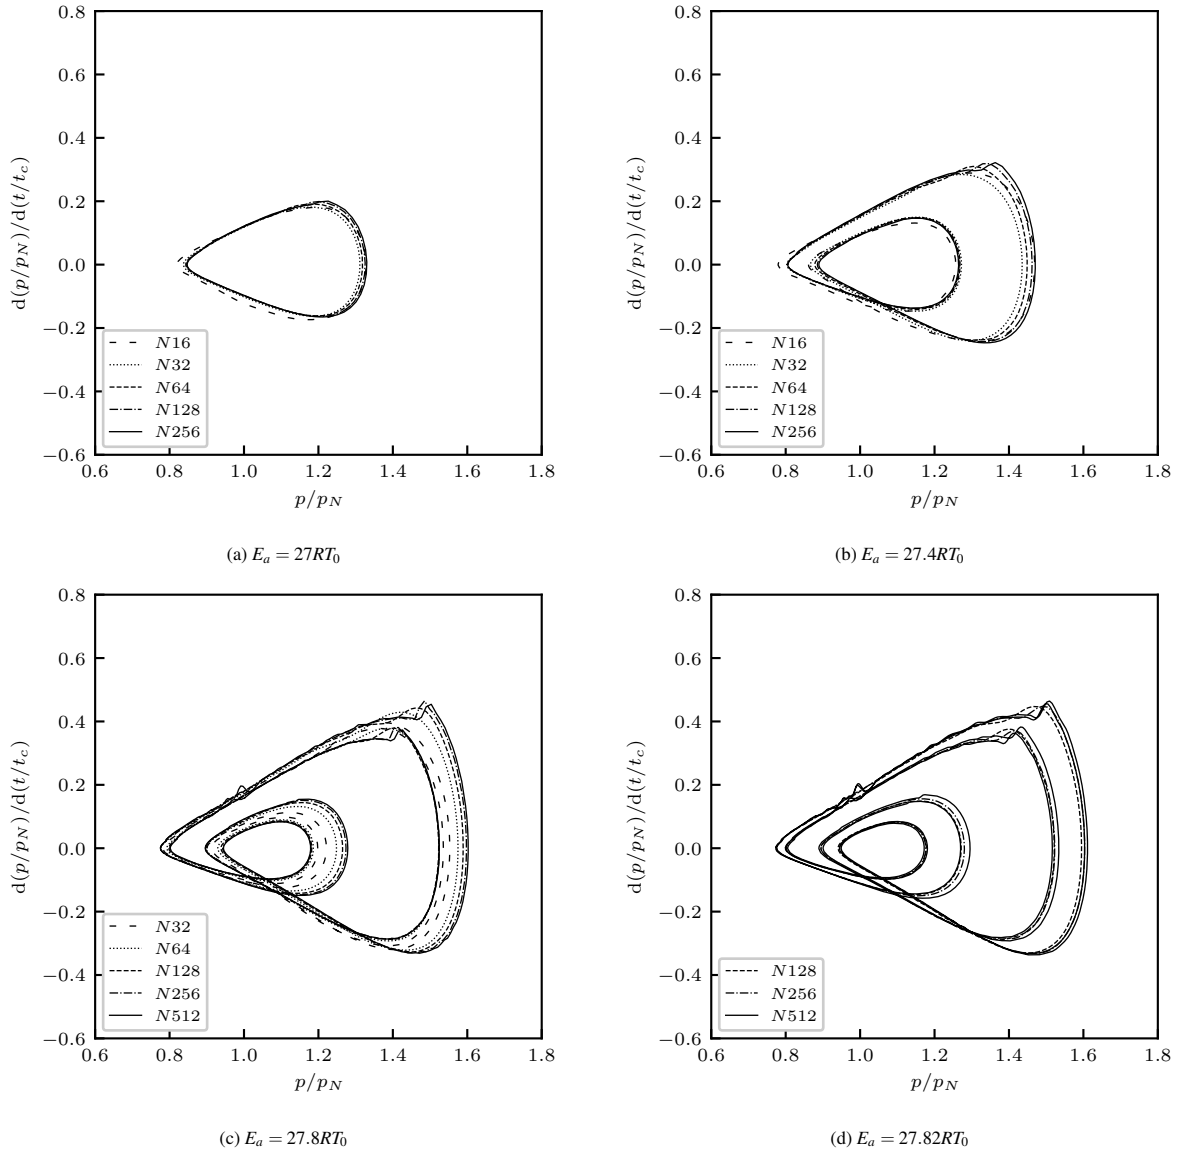 0.8
0.6
0.4
0.2
0.0
−0.2
−0.4
−0.6
d(p/p_N)/d(t/t_c)
N16
N32
N64
N128
N256
0.6 0.8 1.0 1.2 1.4 1.6 1.8
p/p_N
(a) E_a = 27RT_0
0.8
0.6
0.4
0.2
0.0
−0.2
−0.4
−0.6
d(p/p_N)/d(t/t_c)
N16
N32
N64
N128
N256
0.6 0.8 1.0 1.2 1.4 1.6 1.8
p/p_N
(b) E_a = 27.4RT_0
0.8
0.6
0.4
0.2
0.0
−0.2
−0.4
−0.6
d(p/p_N)/d(t/t_c)
N32
N64
N128
N256
N512
0.6 0.8 1.0 1.2 1.4 1.6 1.8
p/p_N
(c) E_a = 27.8RT_0
0.8
0.6
0.4
0.2
0.0
−0.2
−0.4
−0.6
d(p/p_N)/d(t/t_c)
N128
N256
N512
0.6 0.8 1.0 1.2 1.4 1.6 1.8
p/p_N
(d) E_a = 27.82RT_0